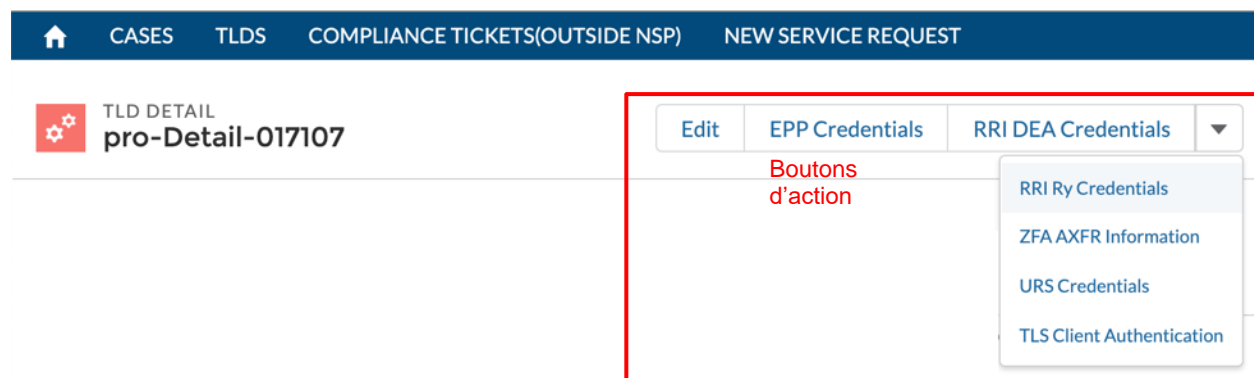 CASES TLDS COMPLIANCE TICKETS(OUTSIDE NSP) NEW SERVICE REQUEST
TLD DETAIL
pro-Detail-017107
Edit EPP Credentials RRI DEA Credentials
Boutons
d’action
RRI Ry Credentials
ZFA AXFR Information
URS Credentials
TLS Client Authentication